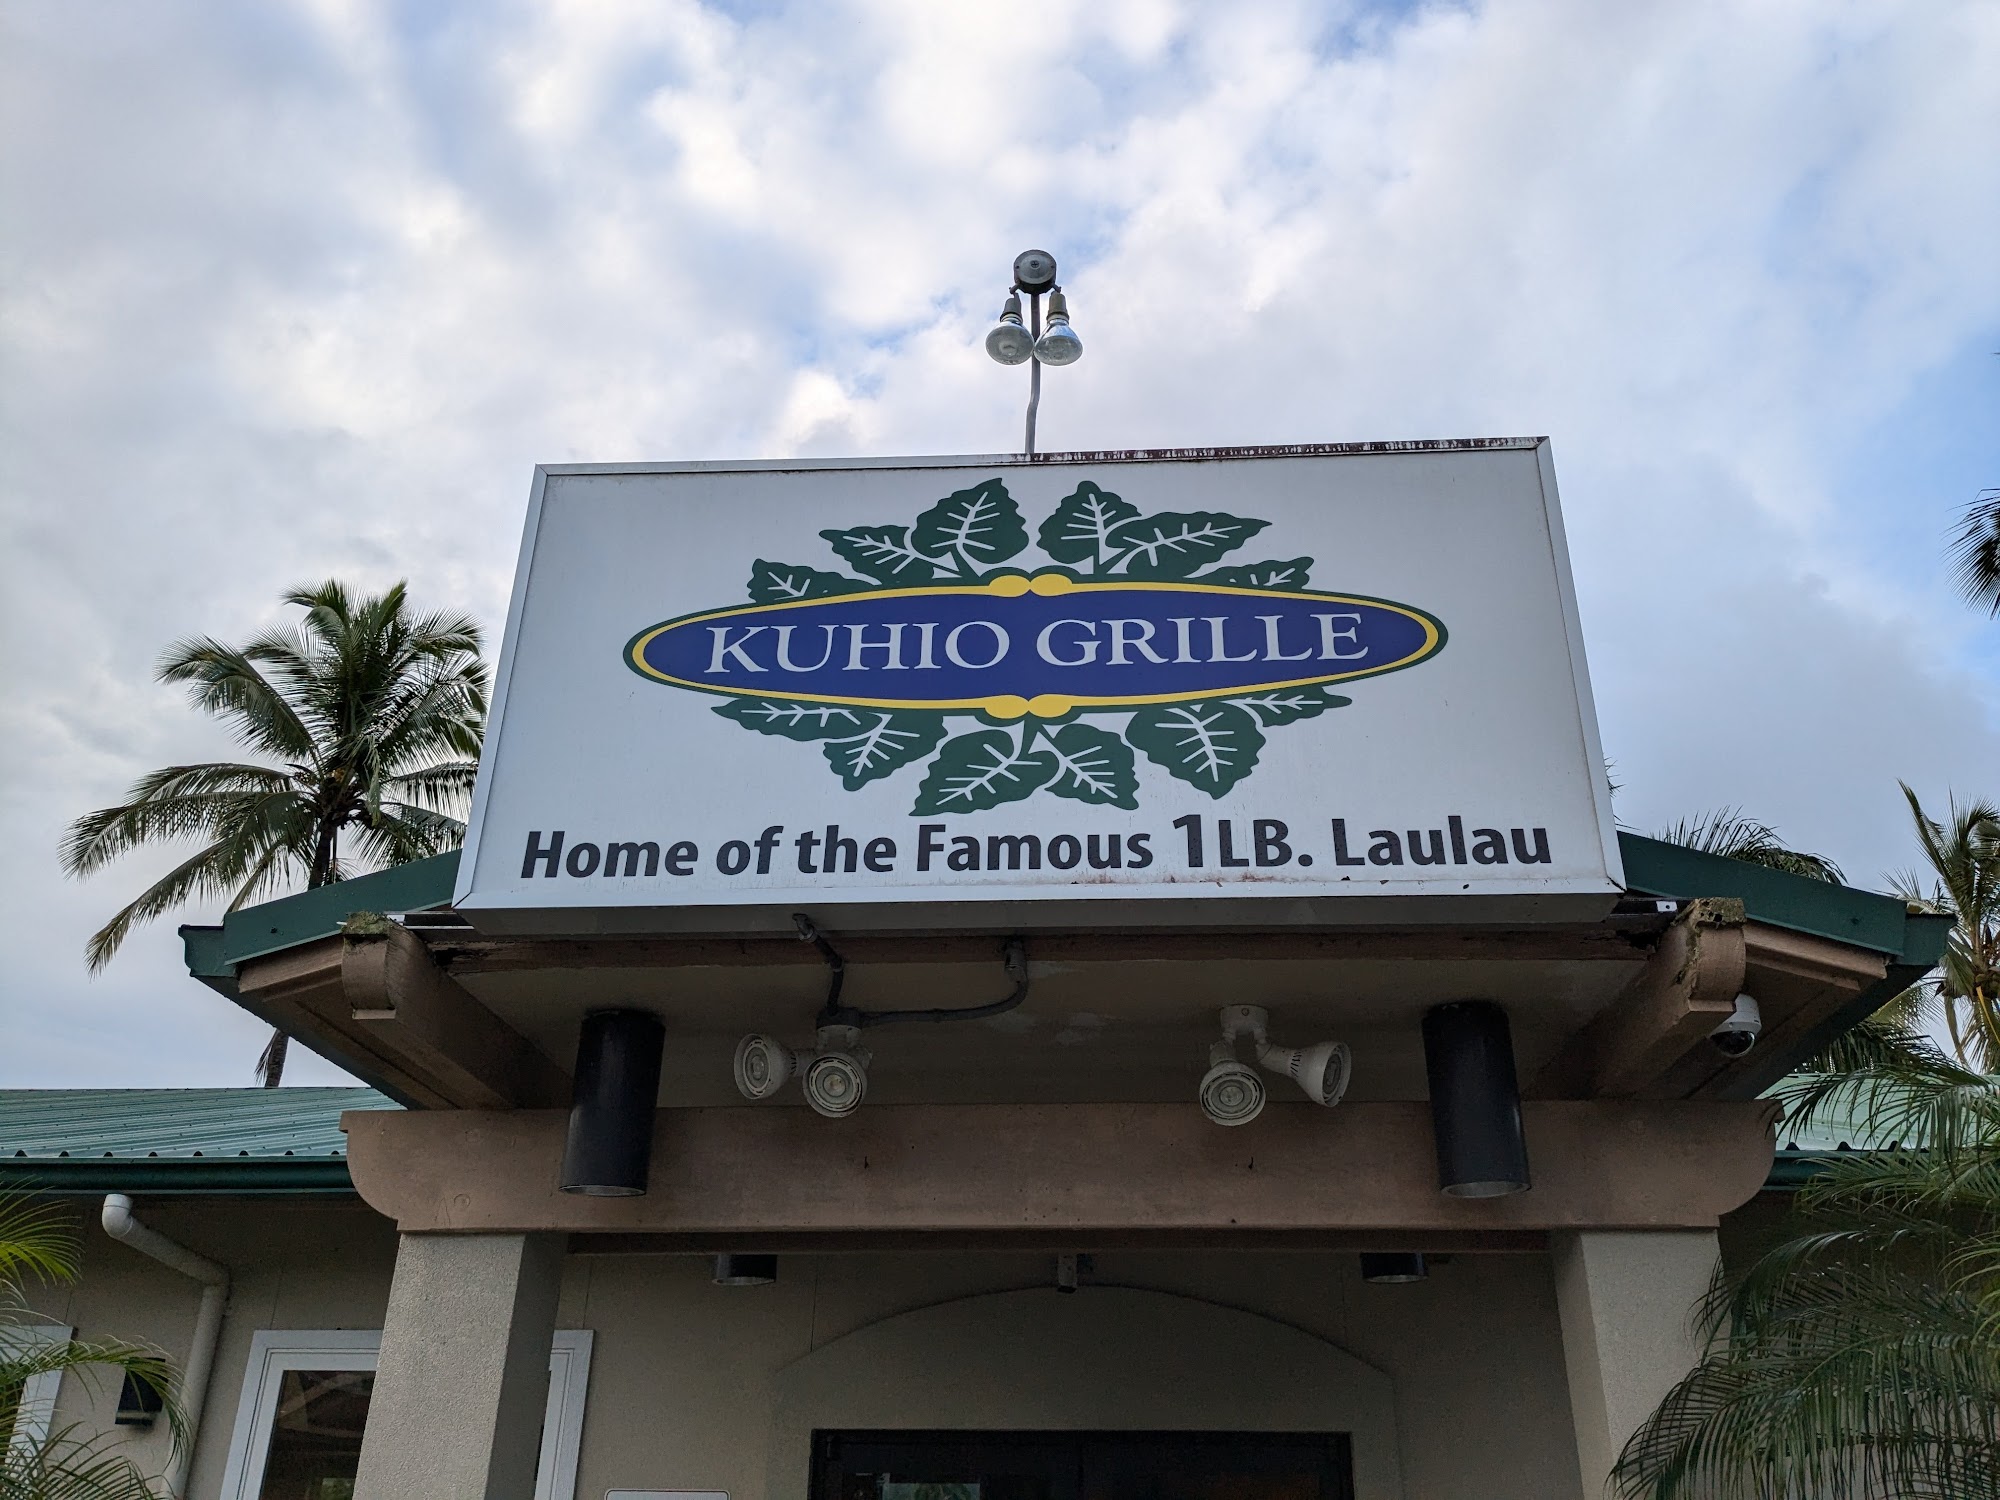 KUHIO GRILLE
Home of the Famous 1LB. Laulau